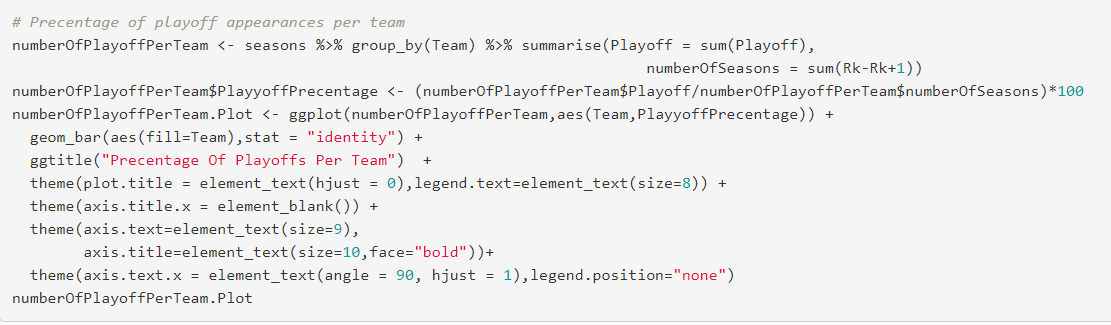 # Precentage of playoff appearances per team
numberOfPlayoffPerTeam <- seasons %>% group_by(Team) %>% summarise(Playoff = sum(Playoff),
                                                                         numberOfSeasons = sum(Rk-Rk+1))
numberOfPlayoffPerTeam$PlayyoffPrecentage <- (numberOfPlayoffPerTeam$Playoff/numberOfPlayoffPerTeam$numberOfSeasons)*100
numberOfPlayoffPerTeam.Plot <- ggplot(numberOfPlayoffPerTeam,aes(Team,PlayyoffPrecentage)) +
  geom_bar(aes(fill=Team),stat = "identity") +
  ggtitle("Precentage Of Playoffs Per Team")  +
  theme(plot.title = element_text(hjust = 0),legend.text=element_text(size=8)) +
  theme(axis.title.x = element_blank()) +
  theme(axis.text=element_text(size=9),
        axis.title=element_text(size=10,face="bold"))+
  theme(axis.text.x = element_text(angle = 90, hjust = 1),legend.position="none")
numberOfPlayoffPerTeam.Plot